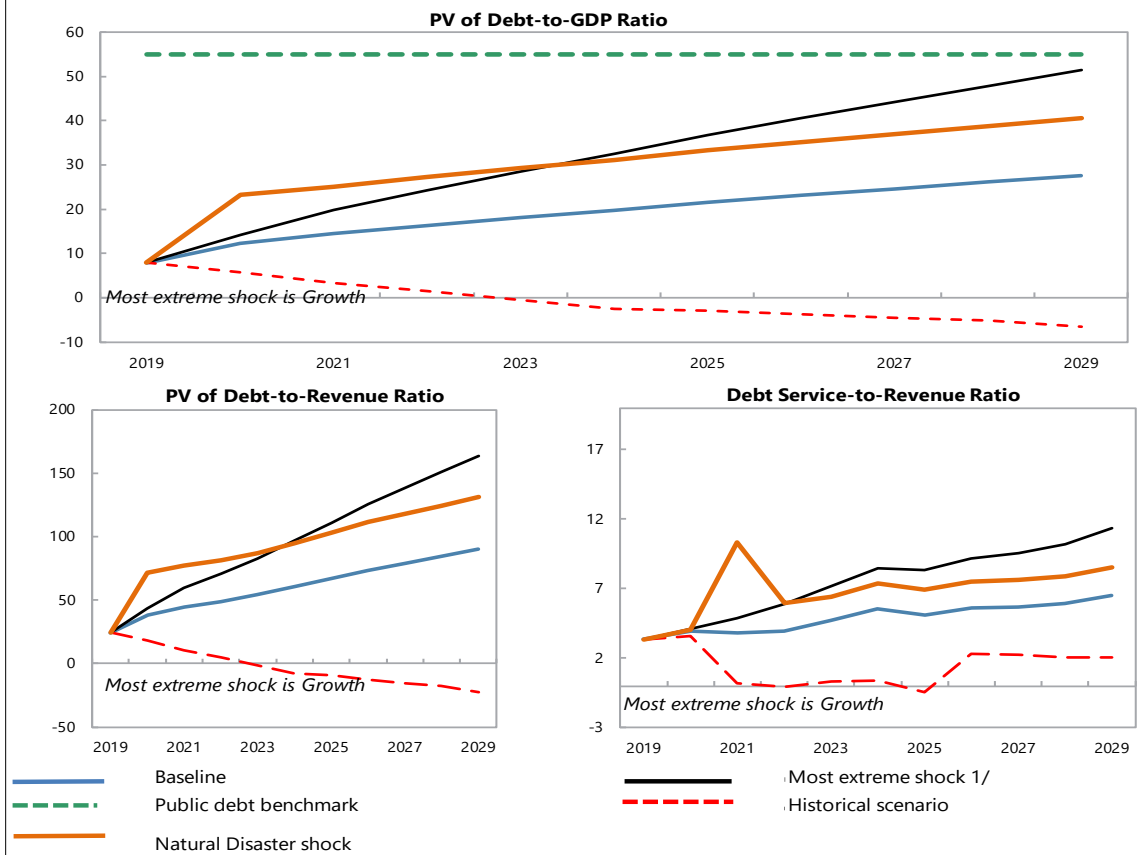 PV of Debt-to-GDP Ratio
60
50
40
30
20
10
0
-10
Most extreme shock is Growth
2019 2021 2023 2025 2027 2029
PV of Debt-to-Revenue Ratio
200
150
100
50
0
-50
Most extreme shock is Growth
2019 2021 2023 2025 2027 2029
Debt Service-to-Revenue Ratio
17
12
7
2
-3
Most extreme shock is Growth
2019 2021 2023 2025 2027 2029
Baseline
Public debt benchmark
Natural Disaster shock
Most extreme shock 1/
Historical scenario